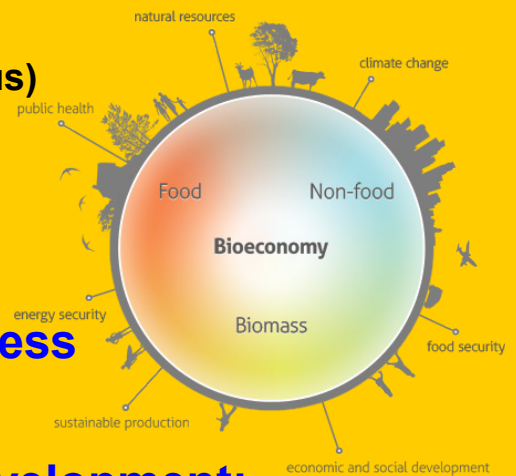 natural resources
us)
climate change
public health
Food
Non-food
Bioeconomy
energy security
Biomass
ess
food security
sustainable production
economic and social development
velopment: